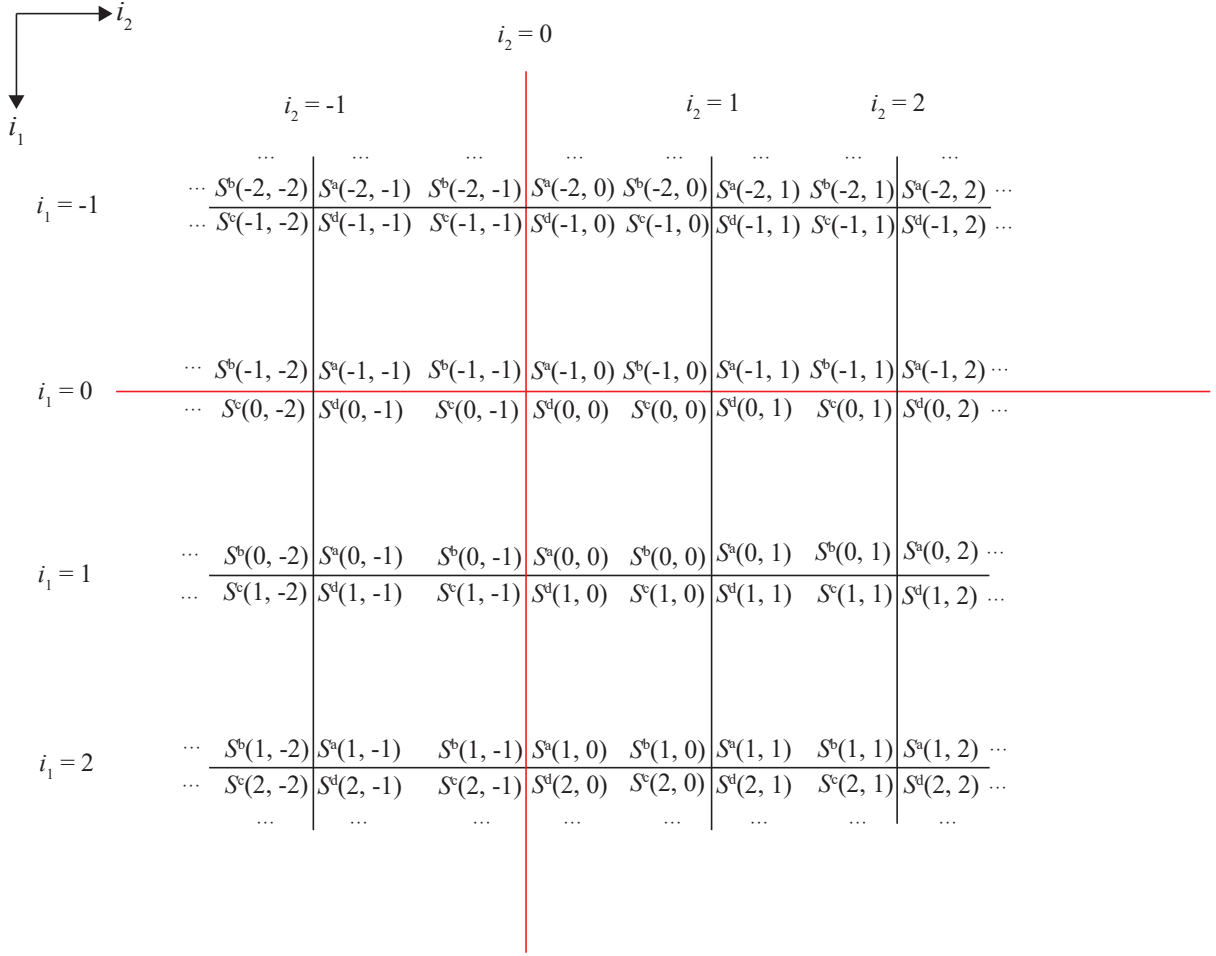 i₂
i₂ = 0
i₂ = -1 i₂ = 1 i₂ = 2
i₁
... ... ... ... ... ... ... ...
... Sᵇ(-2, -2) Sᵃ(-2, -1) Sᵇ(-2, -1) Sᵃ(-2, 0) Sᵇ(-2, 0) Sᵃ(-2, 1) Sᵇ(-2, 1) Sᵃ(-2, 2) ...
i₁ = -1
... Sᶜ(-1, -2) Sᵈ(-1, -1) Sᶜ(-1, -1) Sᵈ(-1, 0) Sᶜ(-1, 0) Sᵈ(-1, 1) Sᶜ(-1, 1) Sᵈ(-1, 2) ...
... Sᵇ(-1, -2) Sᵃ(-1, -1) Sᵇ(-1, -1) Sᵃ(-1, 0) Sᵇ(-1, 0) Sᵃ(-1, 1) Sᵇ(-1, 1) Sᵃ(-1, 2) ...
i₁ = 0
... Sᶜ(0, -2) Sᵈ(0, -1) Sᶜ(0, -1) Sᵈ(0, 0) Sᶜ(0, 0) Sᵈ(0, 1) Sᶜ(0, 1) Sᵈ(0, 2) ...
... Sᵇ(0, -2) Sᵃ(0, -1) Sᵇ(0, -1) Sᵃ(0, 0) Sᵇ(0, 0) Sᵃ(0, 1) Sᵇ(0, 1) Sᵃ(0, 2) ...
i₁ = 1
... Sᶜ(1, -2) Sᵈ(1, -1) Sᶜ(1, -1) Sᵈ(1, 0) Sᶜ(1, 0) Sᵈ(1, 1) Sᶜ(1, 1) Sᵈ(1, 2) ...
... Sᵇ(1, -2) Sᵃ(1, -1) Sᵇ(1, -1) Sᵃ(1, 0) Sᵇ(1, 0) Sᵃ(1, 1) Sᵇ(1, 1) Sᵃ(1, 2) ...
i₁ = 2
... Sᶜ(2, -2) Sᵈ(2, -1) Sᶜ(2, -1) Sᵈ(2, 0) Sᶜ(2, 0) Sᵈ(2, 1) Sᶜ(2, 1) Sᵈ(2, 2) ...
... ... ... ... ... ... ... ...